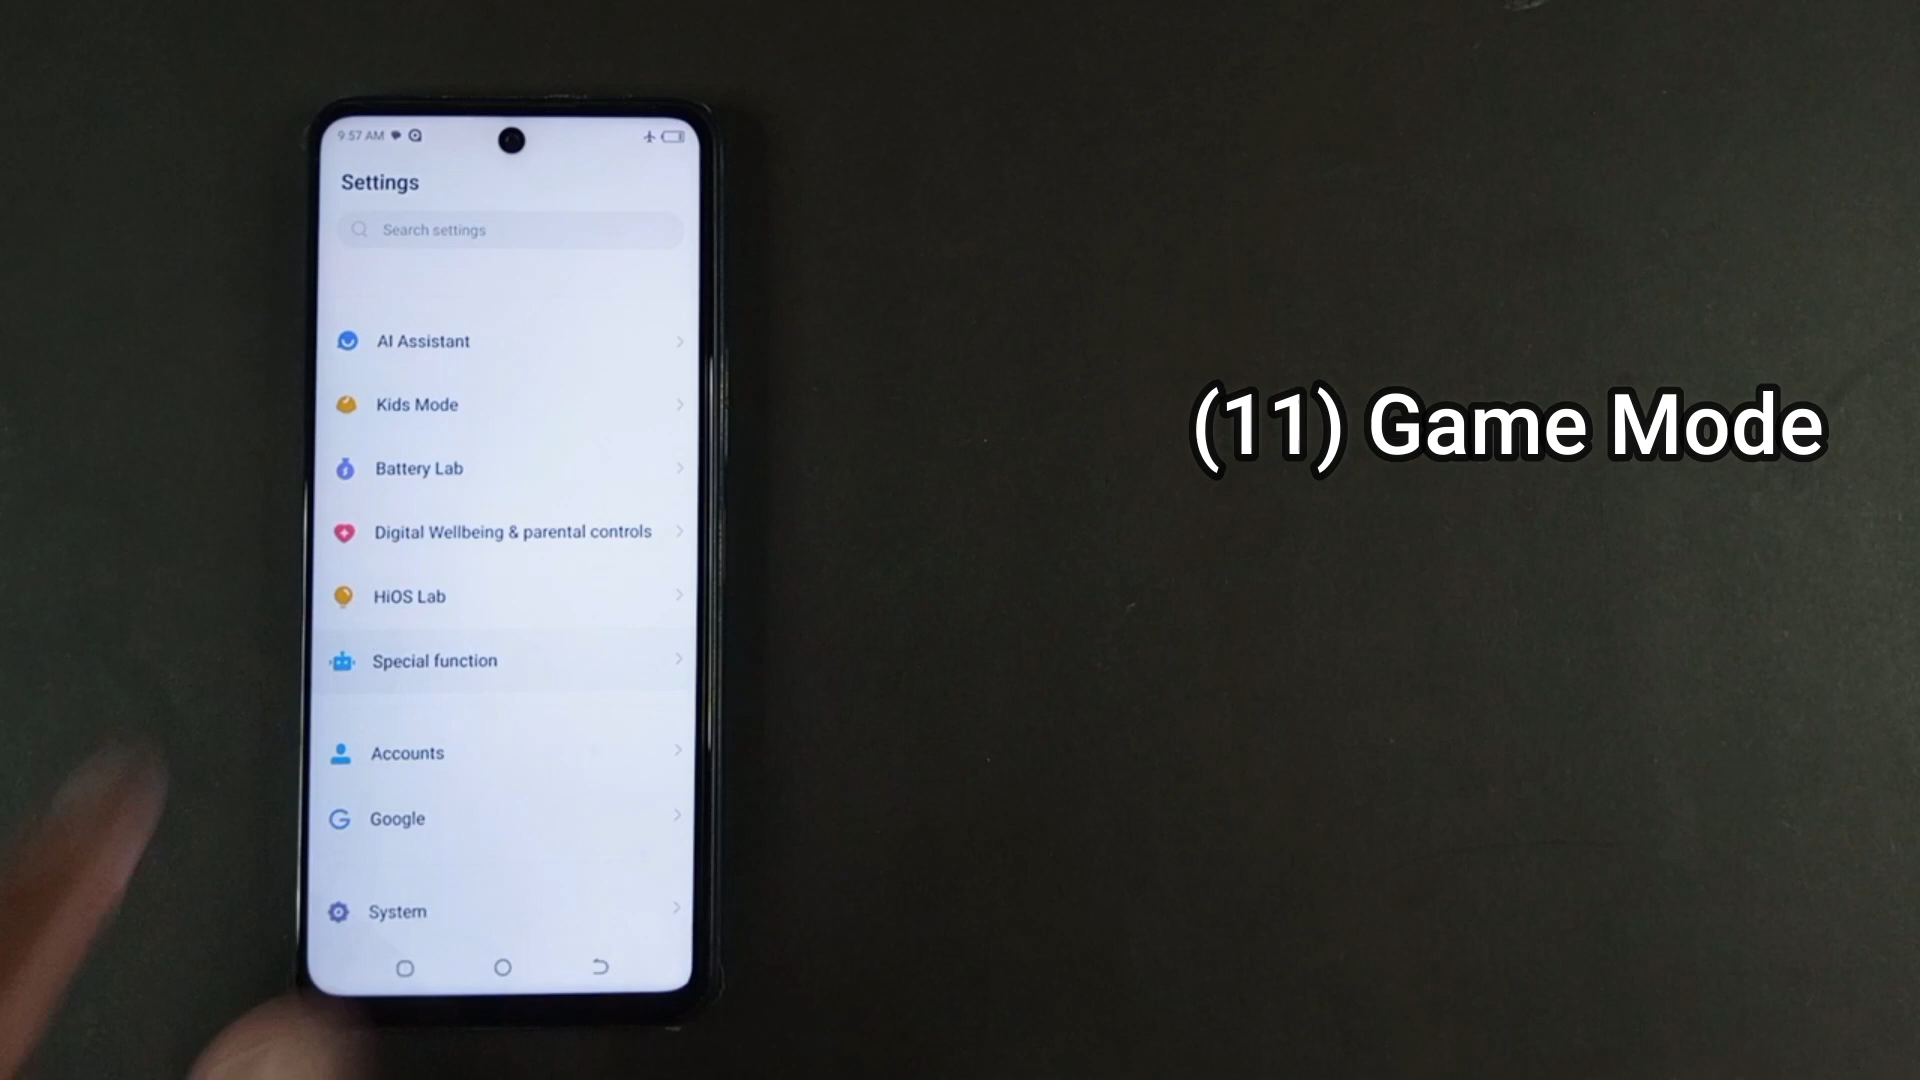 9:57 AM
Settings
Search settings
AI Assistant
Kids Mode
Battery Lab
Digital Wellbeing & parental controls
HiOS Lab
Special function
Accounts
Google
System
(11) Game Mode